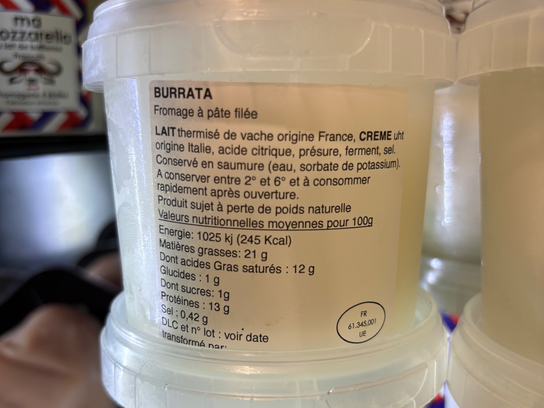 ma
mozzarella
BURRATA
Fromage à pâte filée
LAIT thermisé de vache origine France, CREME uht
origine Italie, acide citrique, présure, ferment, sel.
Conservé en saumure (eau, sorbate de potassium).
A conserver entre 2° et 6° et à consommer
rapidement après ouverture.
Produit sujet à perte de poids naturelle
Valeurs nutritionnelles moyennes pour 100g
Energie: 1025 kj (245 Kcal)
Matières grasses: 21 g
Dont acides Gras saturés : 12 g
Glucides : 1 g
Dont sucres: 1g
Protéines : 13 g
Sel : 0,42 g
DLC et n° lot : voir date
transformé par:
FR
61.345.001
UE